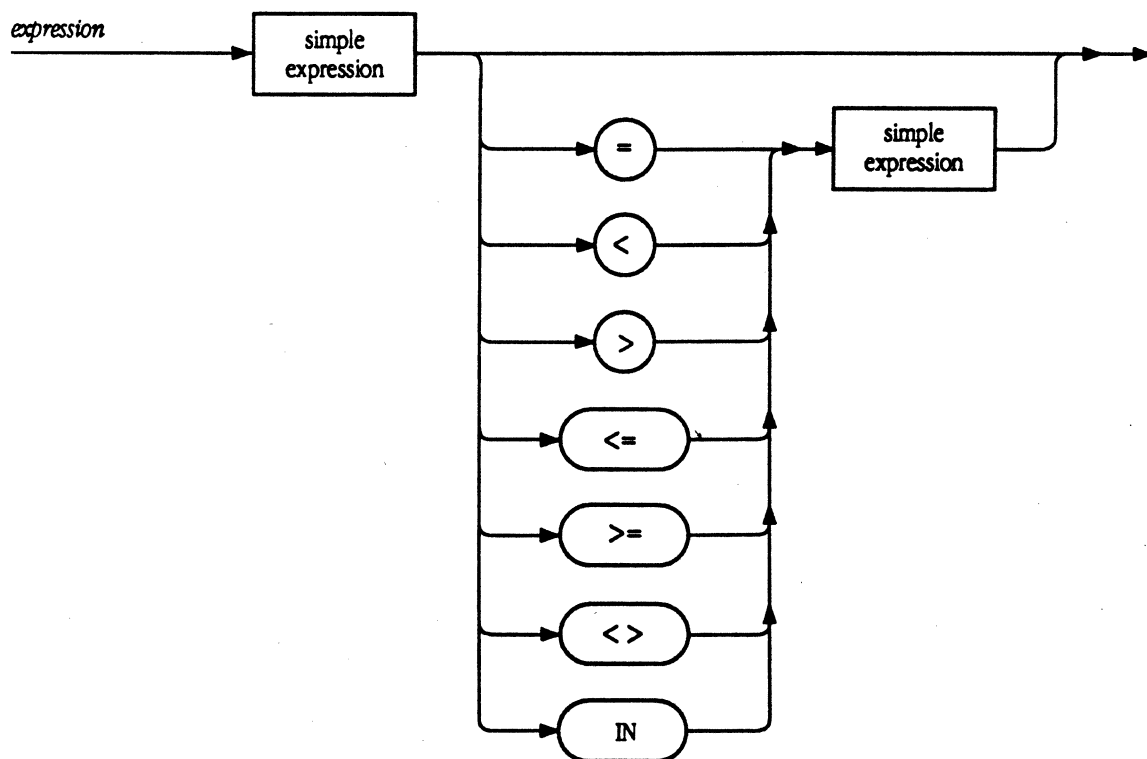 expression
simple
expression
=
simple
expression
<
>
<=
>=
<>
IN